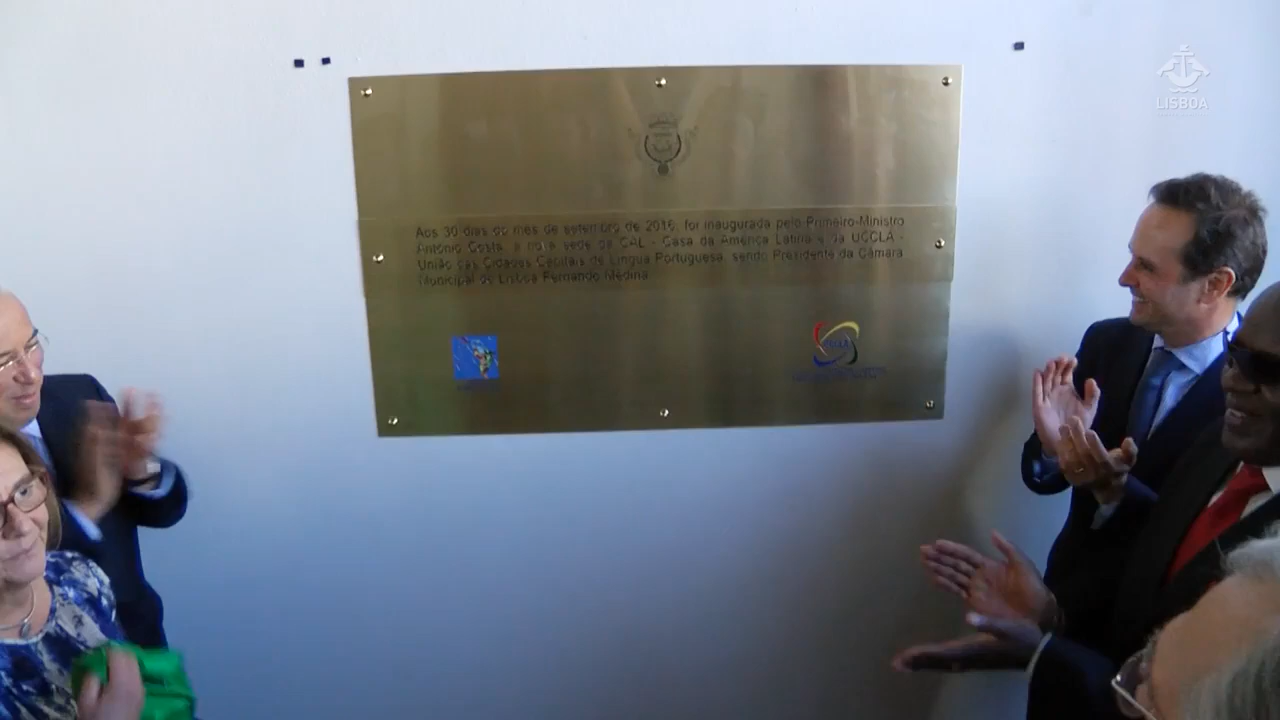 LISBOA
Aos 30 dias do mês de setembro de 2016, foi inaugurada pelo Primeiro-Ministro
António Costa, a nova sede da CAL - Casa da América Latina e da UCCLA -
União das Cidades Capitais de Língua Portuguesa, sendo Presidente da Câmara
Municipal de Lisboa Fernando Medina
UCCLA